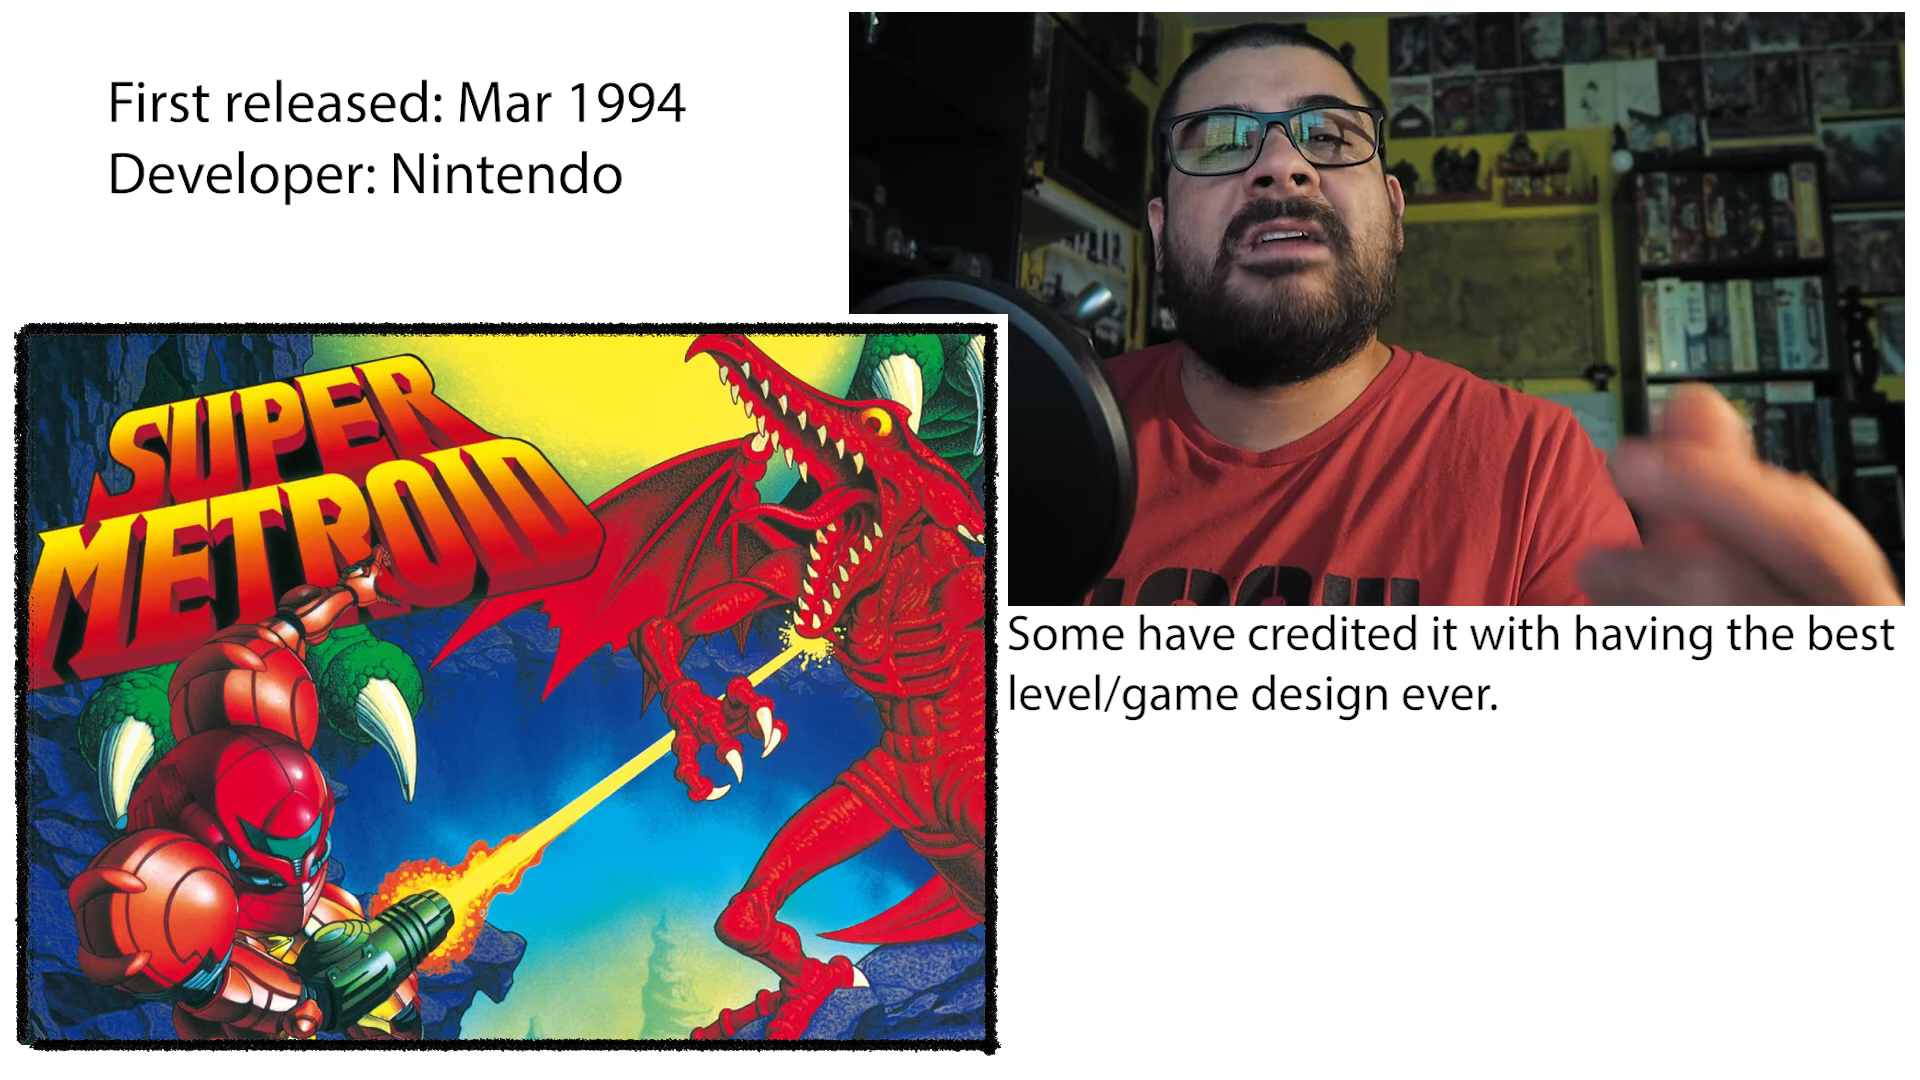 First released: Mar 1994
Developer: Nintendo
SUPER
METROID
Some have credited it with having the best
level/game design ever.